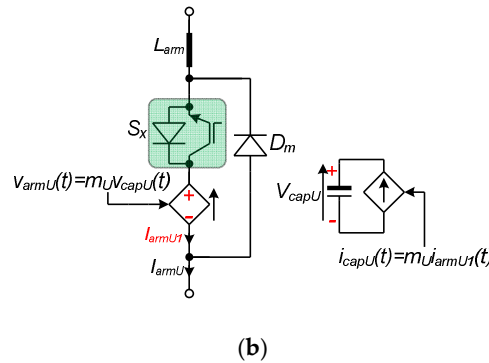 Larm
Sx
Dm
varmU(t)=mUvcapU(t)
+
-
IarmU1
IarmU
+
VcapU
-
icapU(t)=mUiarmU1(t)
(b)